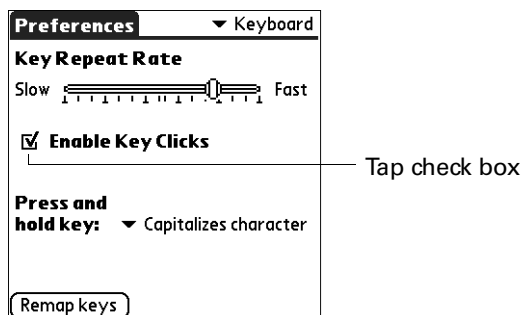 Preferences ▼ Keyboard
Key Repeat Rate
Slow Fast
Enable Key Clicks
Tap check box
Press and
hold key: ▼ Capitalizes character
Remap keys